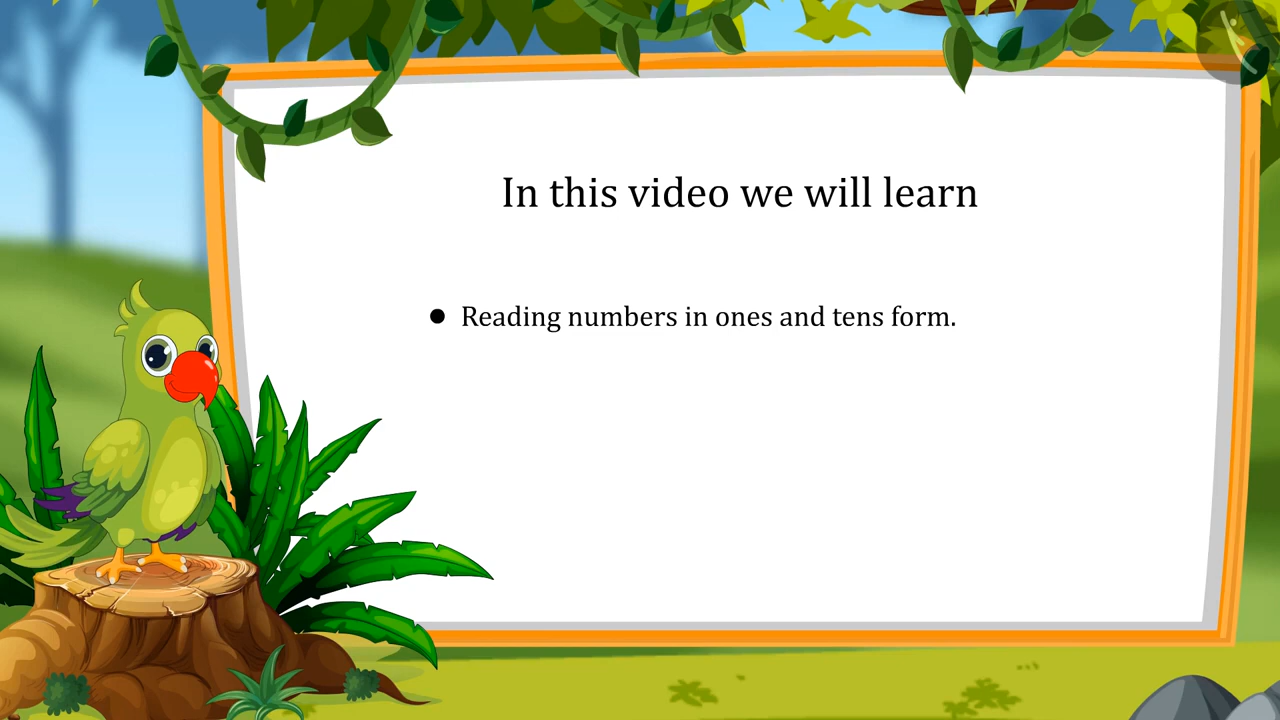 In this video we will learn
● Reading numbers in ones and tens form.